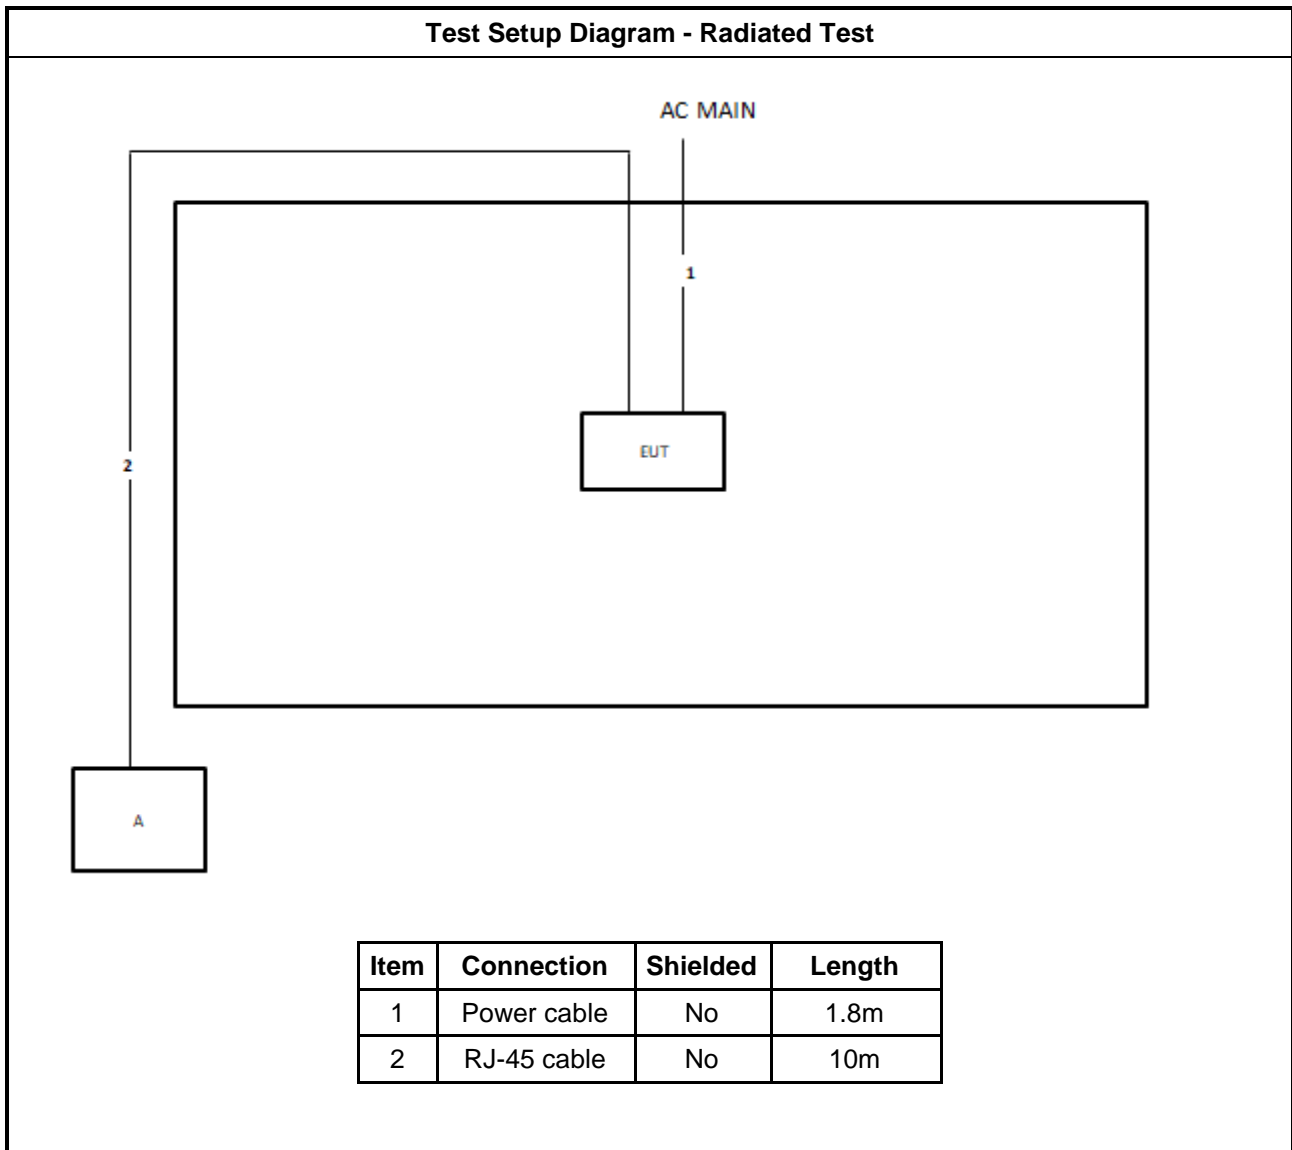 Test Setup Diagram - Radiated Test
AC MAIN
1
EUT
2
A
Item Connection Shielded Length
1 Power cable No 1.8m
2 RJ-45 cable No 10m